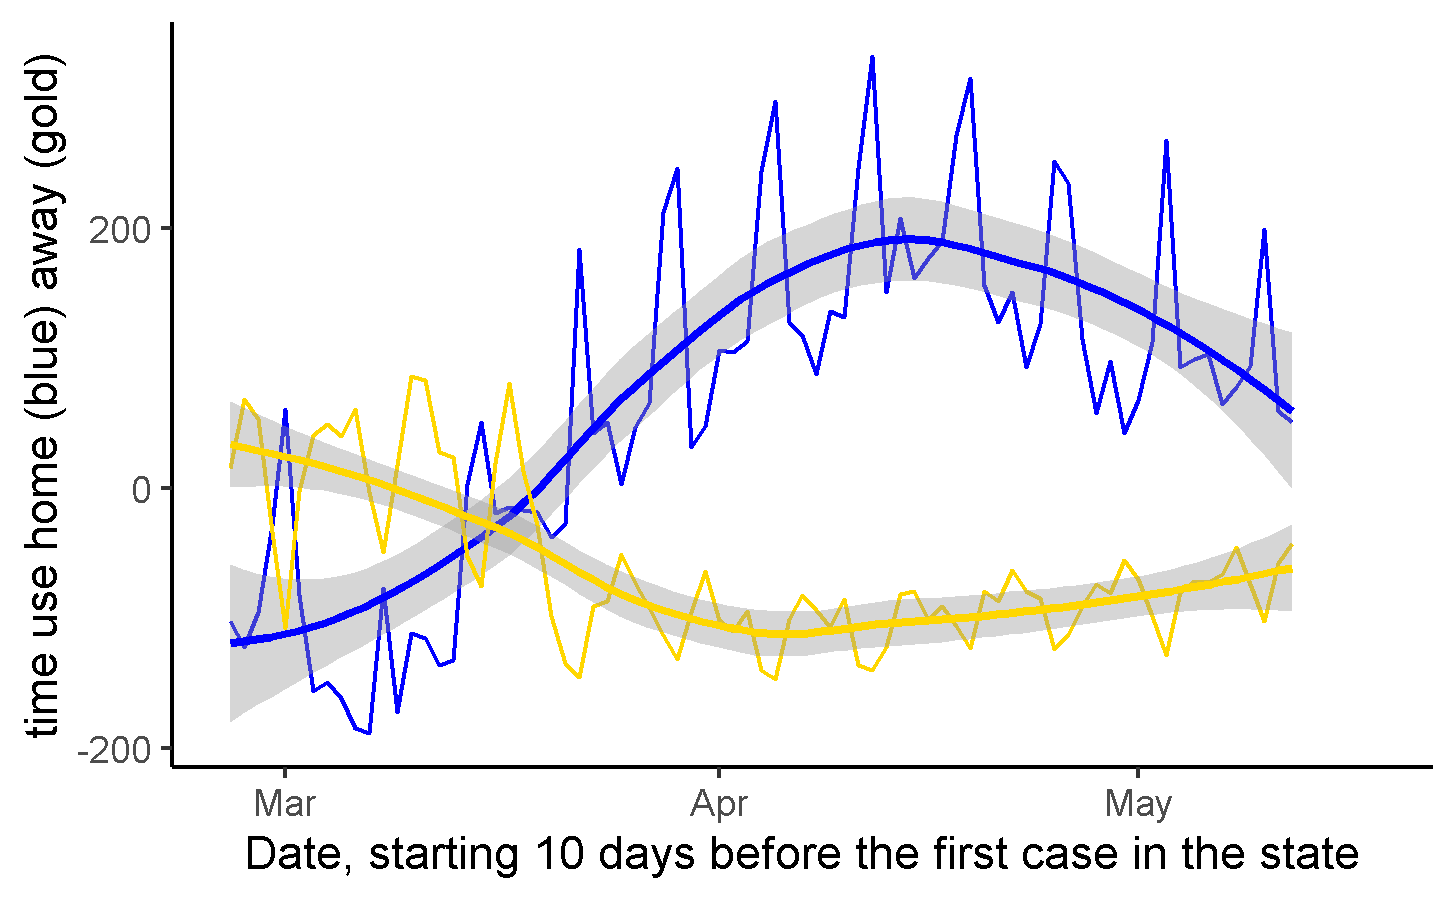 time use home (blue) away (gold)
200
0
-200
Mar Apr May
Date, starting 10 days before the first case in the state